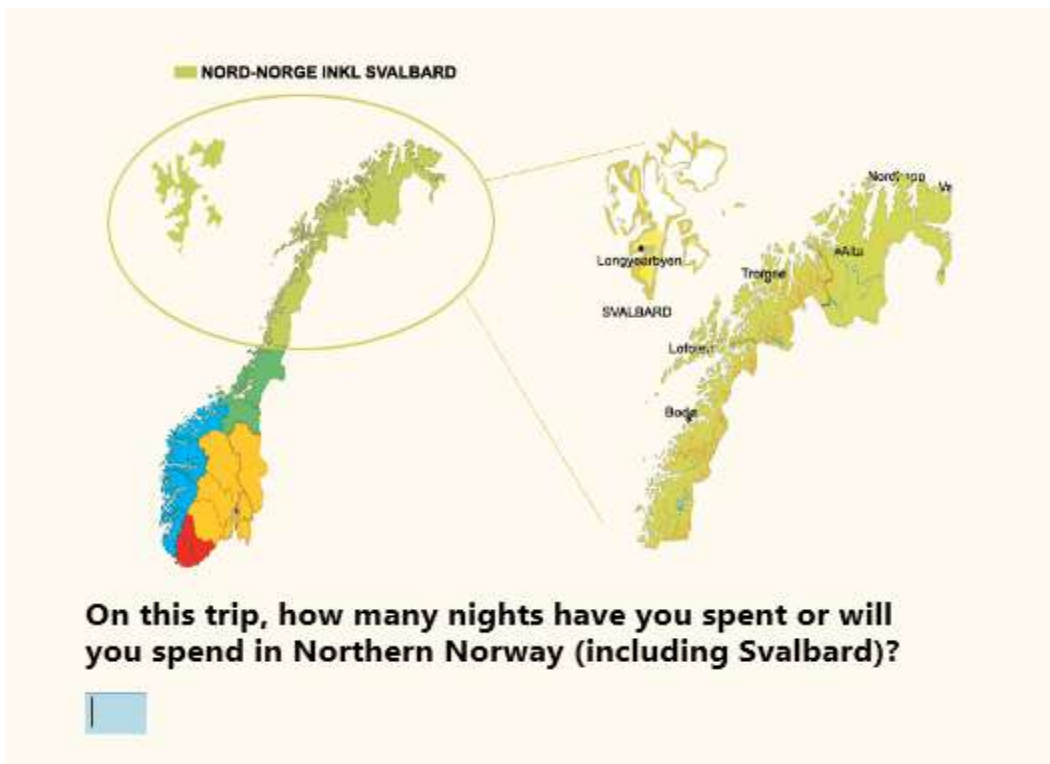 NORD-NORGE INKL SVALBARD
Longyearbyen
SVALBARD
Alta
Lofoten
Bodø
On this trip, how many nights have you spent or will
you spend in Northern Norway (including Svalbard)?